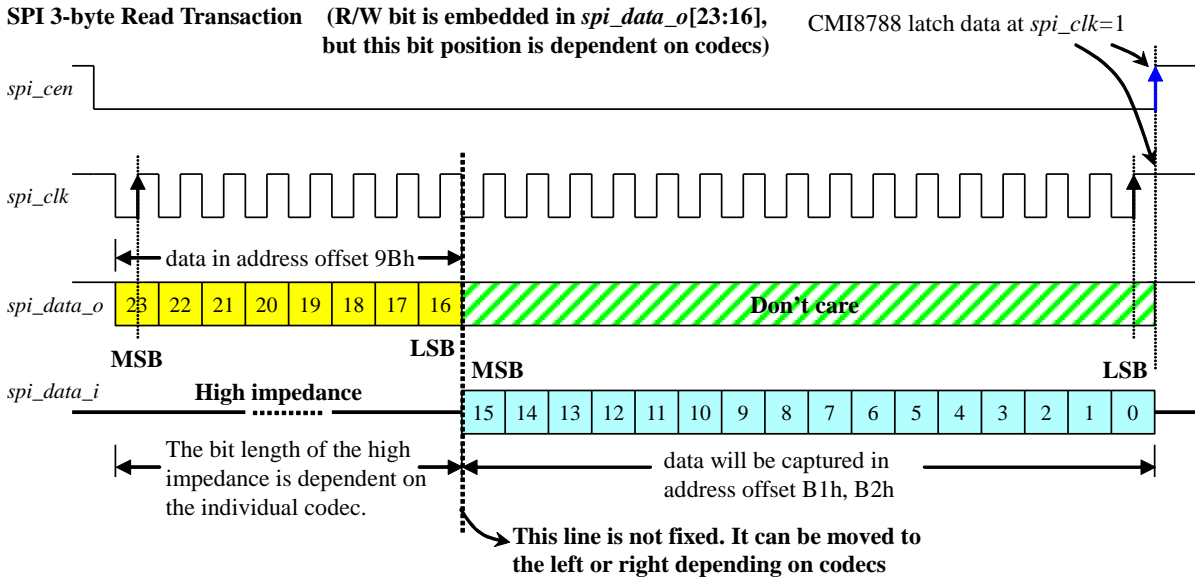 SPI 3-byte Read Transaction (R/W bit is embedded in spi_data_o[23:16],
but this bit position is dependent on codecs)
CMI8788 latch data at spi_clk=1
spi_cen
spi_clk
data in address offset 9Bh
spi_data_o 23 22 21 20 19 18 17 16 Don't care
MSB LSB MSB LSB
spi_data_i High impedance
15 14 13 12 11 10 9 8 7 6 5 4 3 2 1 0
The bit length of the high
impedance is dependent on
the individual codec.
data will be captured in
address offset B1h, B2h
This line is not fixed. It can be moved to
the left or right depending on codecs